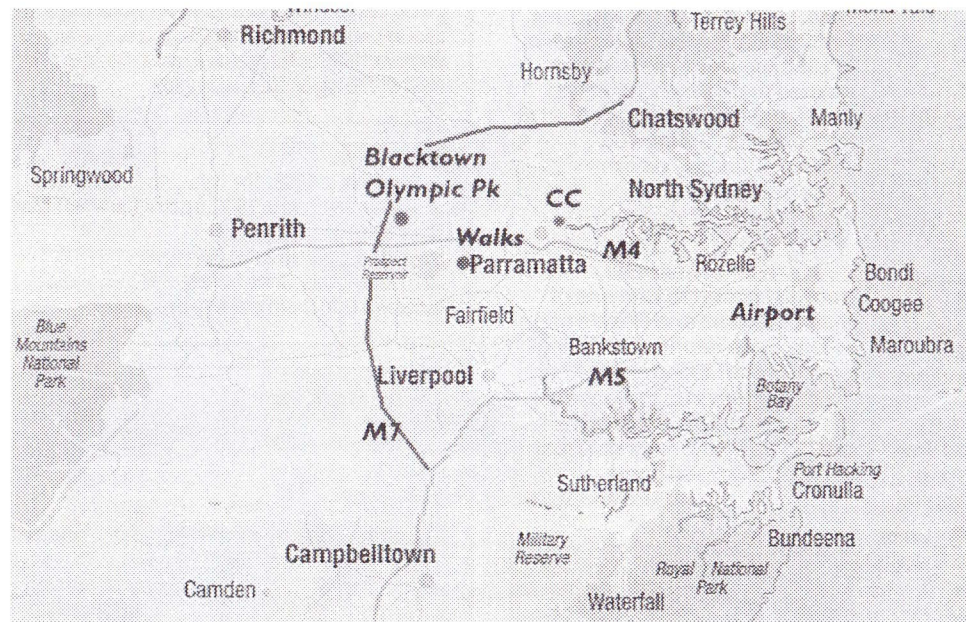 Terrey Hills
Richmond
Hornsby
Chatswood
Manly
Blacktown
Olympic Pk
Springwood
North Sydney
CC
Penrith
Walks
M4
Prospect
Reservoir
Parramatta
Rozelle
Bondi
Coogee
Airport
Fairfield
Maroubra
Blue
Mountains
National
Park
Bankstown
Liverpool
M5
Botany
Bay
M7
Port Hacking
Sutherland
Cronulla
Military
Reserve
Bundeena
Campbelltown
Royal National
Park
Camden
Waterfall